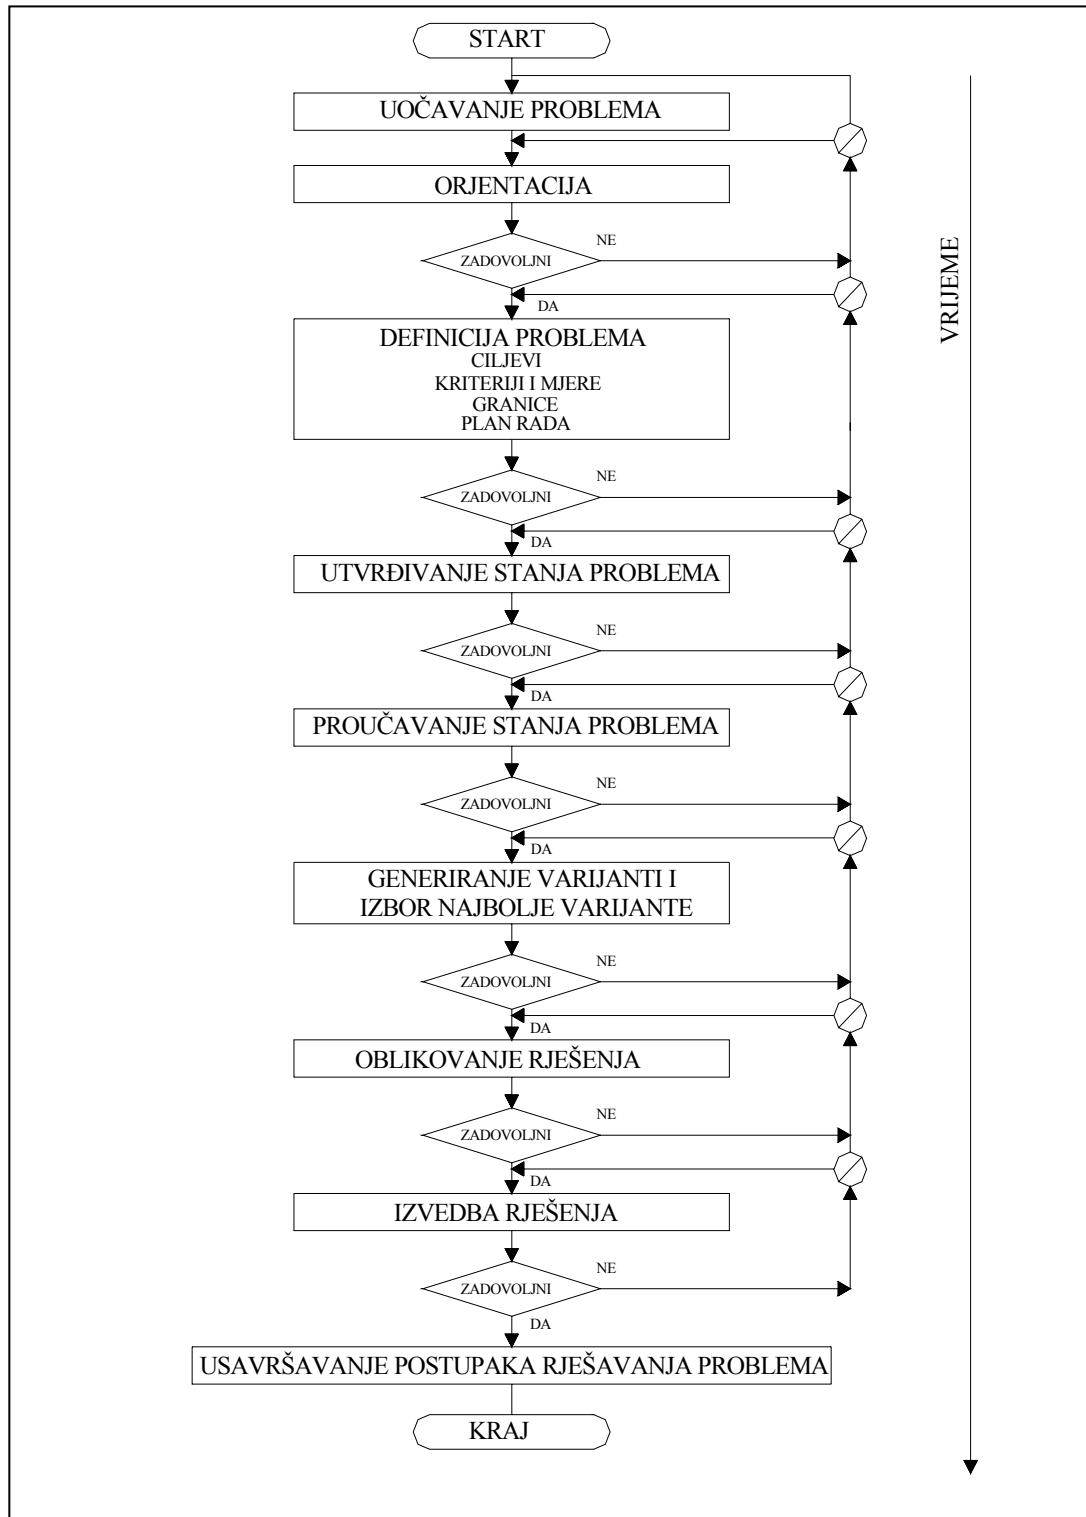 START
UOČAVANJE PROBLEMA
ORJENTACIJA
ZADOVOLJNI
NE
DA
VRIJEME
DEFINICIJA PROBLEMA
CILJEVI
KRITERIJI I MJERE
GRANICE
PLAN RADA
ZADOVOLJNI
NE
DA
UTVRĐIVANJE STANJA PROBLEMA
ZADOVOLJNI
NE
DA
PROUČAVANJE STANJA PROBLEMA
ZADOVOLJNI
NE
DA
GENERIRANJE VARIJANTI I
IZBOR NAJBOLJE VARIJANTE
ZADOVOLJNI
NE
DA
OBLIKOVANJE RJEŠENJA
ZADOVOLJNI
NE
DA
IZVEDBA RJEŠENJA
ZADOVOLJNI
NE
DA
USAVRŠAVANJE POSTUPAKA RJEŠAVANJA PROBLEMA
KRAJ